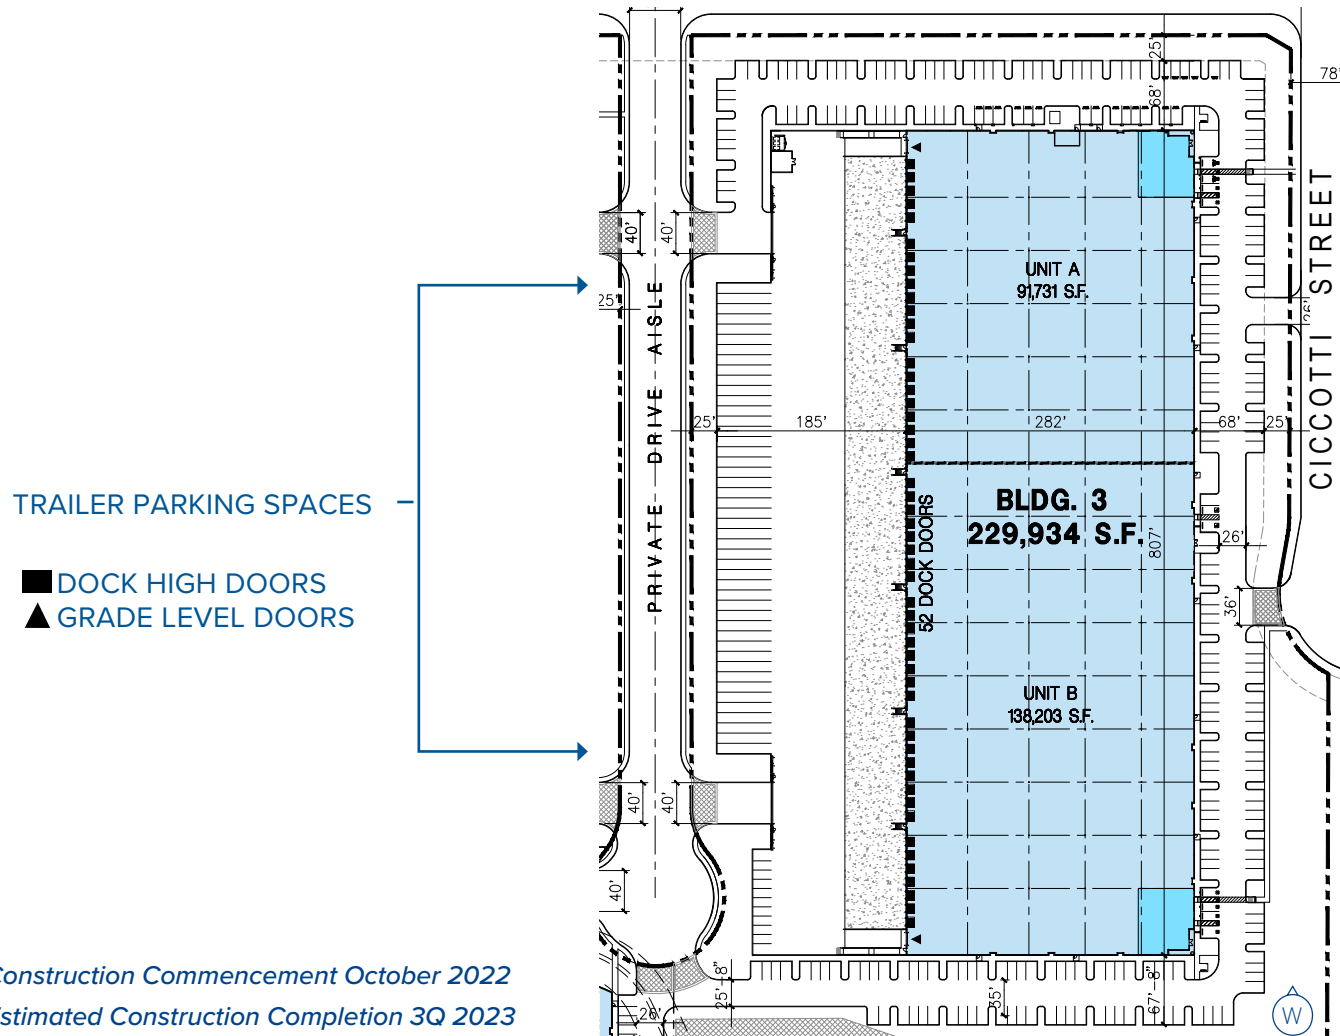 25'
68'
78'
40'
40'
25'
PRIVATE DRIVE AISLE
CICCOTTI STREET
UNIT A
91,731 S.F.
26'
25'
185'
282'
68'
25'
TRAILER PARKING SPACES
DOCK HIGH DOORS
GRADE LEVEL DOORS
52 DOCK DOORS
BLDG. 3
229,934 S.F.
807'
26'
36'
UNIT B
138,203 S.F.
40'
40'
40'
Construction Commencement October 2022
Estimated Construction Completion 3Q 2023
25'-8"
35'
67'-8"
26'
W